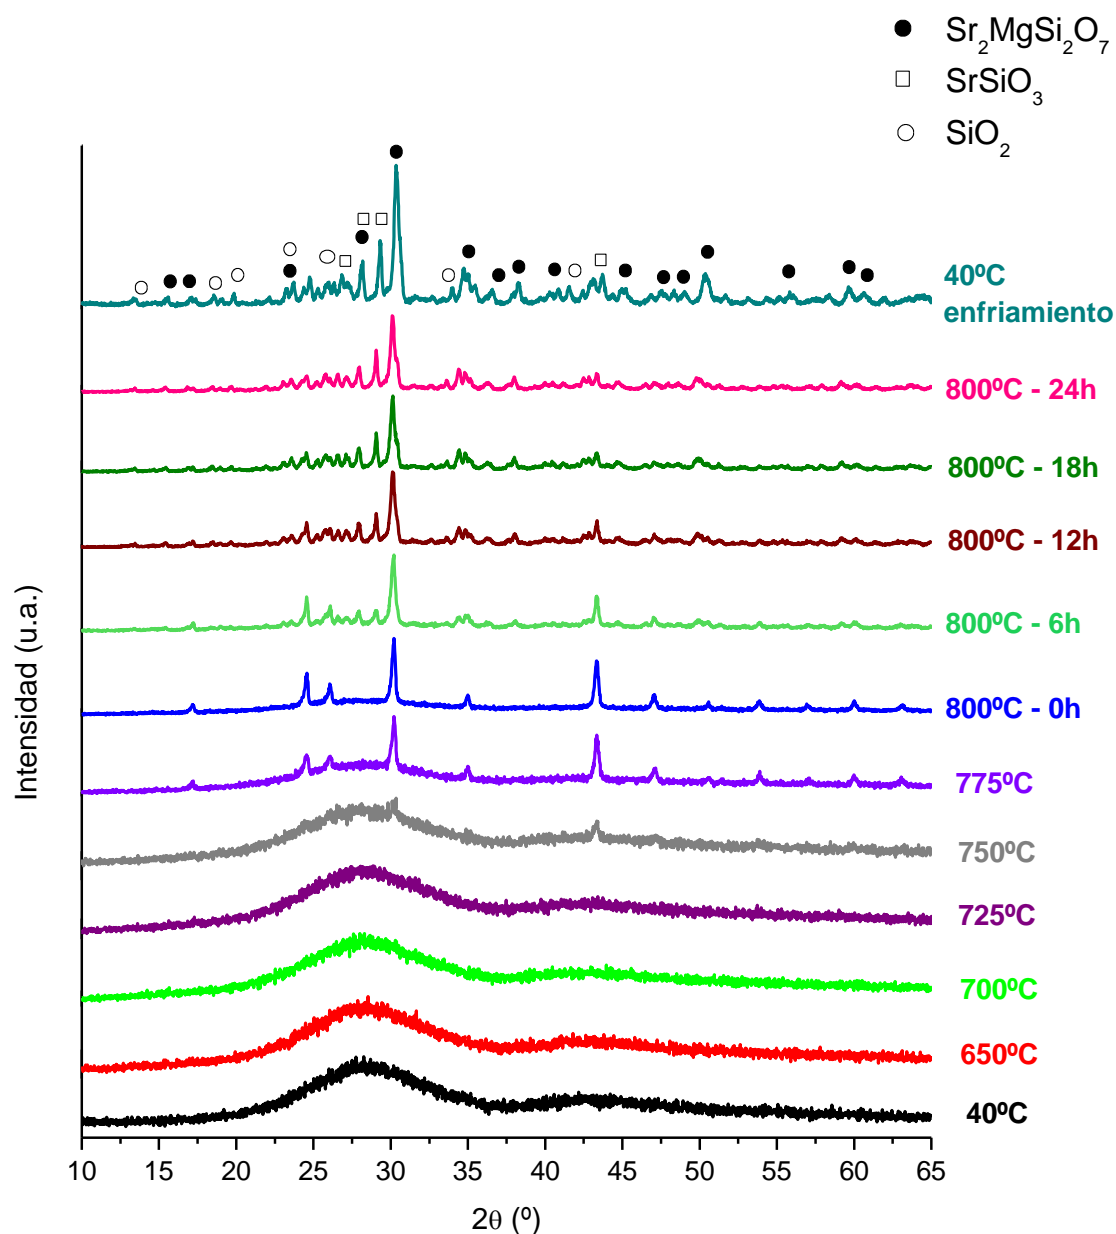 Sr2MgSi2O7
SrSiO3
SiO2
40ºC
enfriamiento
800ºC - 24h
800ºC - 18h
800ºC - 12h
800ºC - 6h
800ºC - 0h
775ºC
750ºC
725ºC
700ºC
650ºC
40ºC
Intensidad (u.a.)
10 15 20 25 30 35 40 45 50 55 60 65
2θ (º)